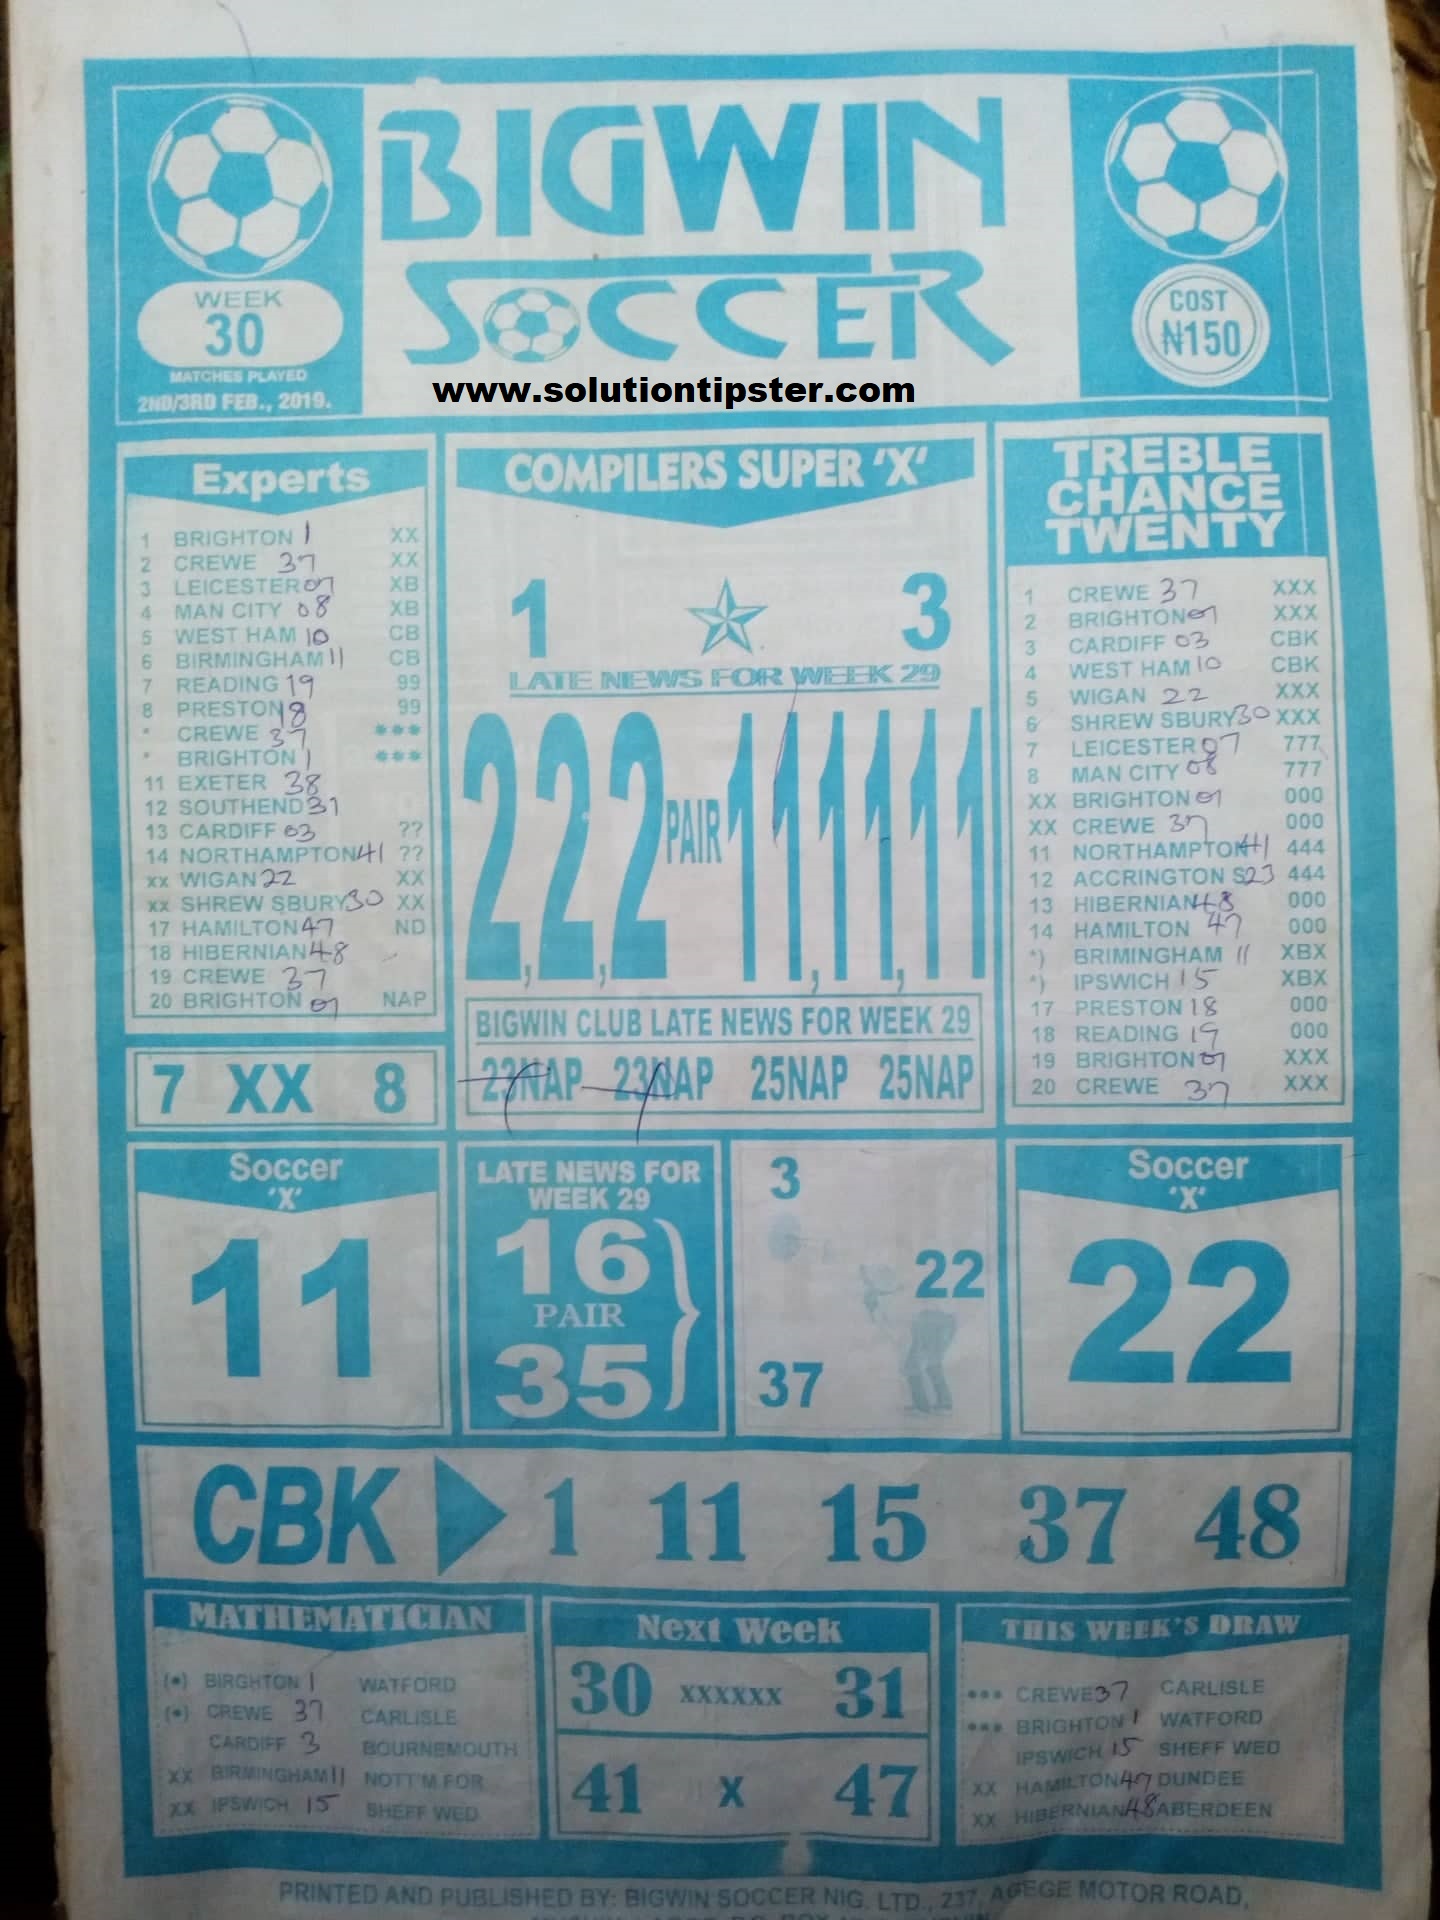 BIGWIN
SOCCER
www.solutiontipster.com
WEEK
30
MATCHES PLAYED
2ND/3RD FEB., 2019.
COST
₦150
Experts
1 BRIGHTON 1 XX
2 CREWE 37 XX
3 LEICESTER 07 XB
4 MAN CITY 08 XB
5 WEST HAM 10 CB
6 BIRMINGHAM 11 CB
7 READING 19 99
8 PRESTON 18 99
* CREWE 37 ***
* BRIGHTON 1 ***
11 EXETER 38
12 SOUTHEND 31
13 CARDIFF 03 ??
14 NORTHAMPTON 41 ??
xx WIGAN 22 XX
xx SHREW SBURY 30 XX
17 HAMILTON 47 ND
18 HIBERNIAN 48
19 CREWE 37
20 BRIGHTON 01 NAP
7 XX 8
COMPILERS SUPER 'X'
1 3
LATE NEWS FOR WEEK 29
2,2,2 PAIR 11,11,11
BIGWIN CLUB LATE NEWS FOR WEEK 29
23NAP 23NAP 25NAP 25NAP
TREBLE
CHANCE
TWENTY
1 CREWE 37 XXX
2 BRIGHTON 01 XXX
3 CARDIFF 03 CBK
4 WEST HAM 10 CBK
5 WIGAN 22 XXX
6 SHREW SBURY 30 XXX
7 LEICESTER 07 777
8 MAN CITY 08 777
XX BRIGHTON 01 000
XX CREWE 37 000
11 NORTHAMPTON 41 444
12 ACCRINGTON S 23 444
13 HIBERNIAN 48 000
14 HAMILTON 47 000
*) BRIMINGHAM 11 XBX
*) IPSWICH 15 XBX
17 PRESTON 18 000
18 READING 19 000
19 BRIGHTON 01 XXX
20 CREWE 37 XXX
Soccer
'X'
11
LATE NEWS FOR
WEEK 29
16
PAIR
35
3
22
37
Soccer
'X'
22
CBK 1 11 15 37 48
MATHEMATICIAN
(•) BIRGHTON 1 WATFORD
(•) CREWE 37 CARLISLE
CARDIFF 3 BOURNEMOUTH
XX BIRMINGHAM 11 NOTT'M FOR
XX IPSWICH 15 SHEFF WED
Next Week
30 XXXXXX 31
41 X 47
THIS WEEK'S DRAW
*** CREWE 37 CARLISLE
*** BRIGHTON 1 WATFORD
IPSWICH 15 SHEFF WED
XX HAMILTON 47 DUNDEE
XX HIBERNIAN 48 ABERDEEN
PRINTED AND PUBLISHED BY: BIGWIN SOCCER NIG. LTD., 237, AGEGE MOTOR ROAD,